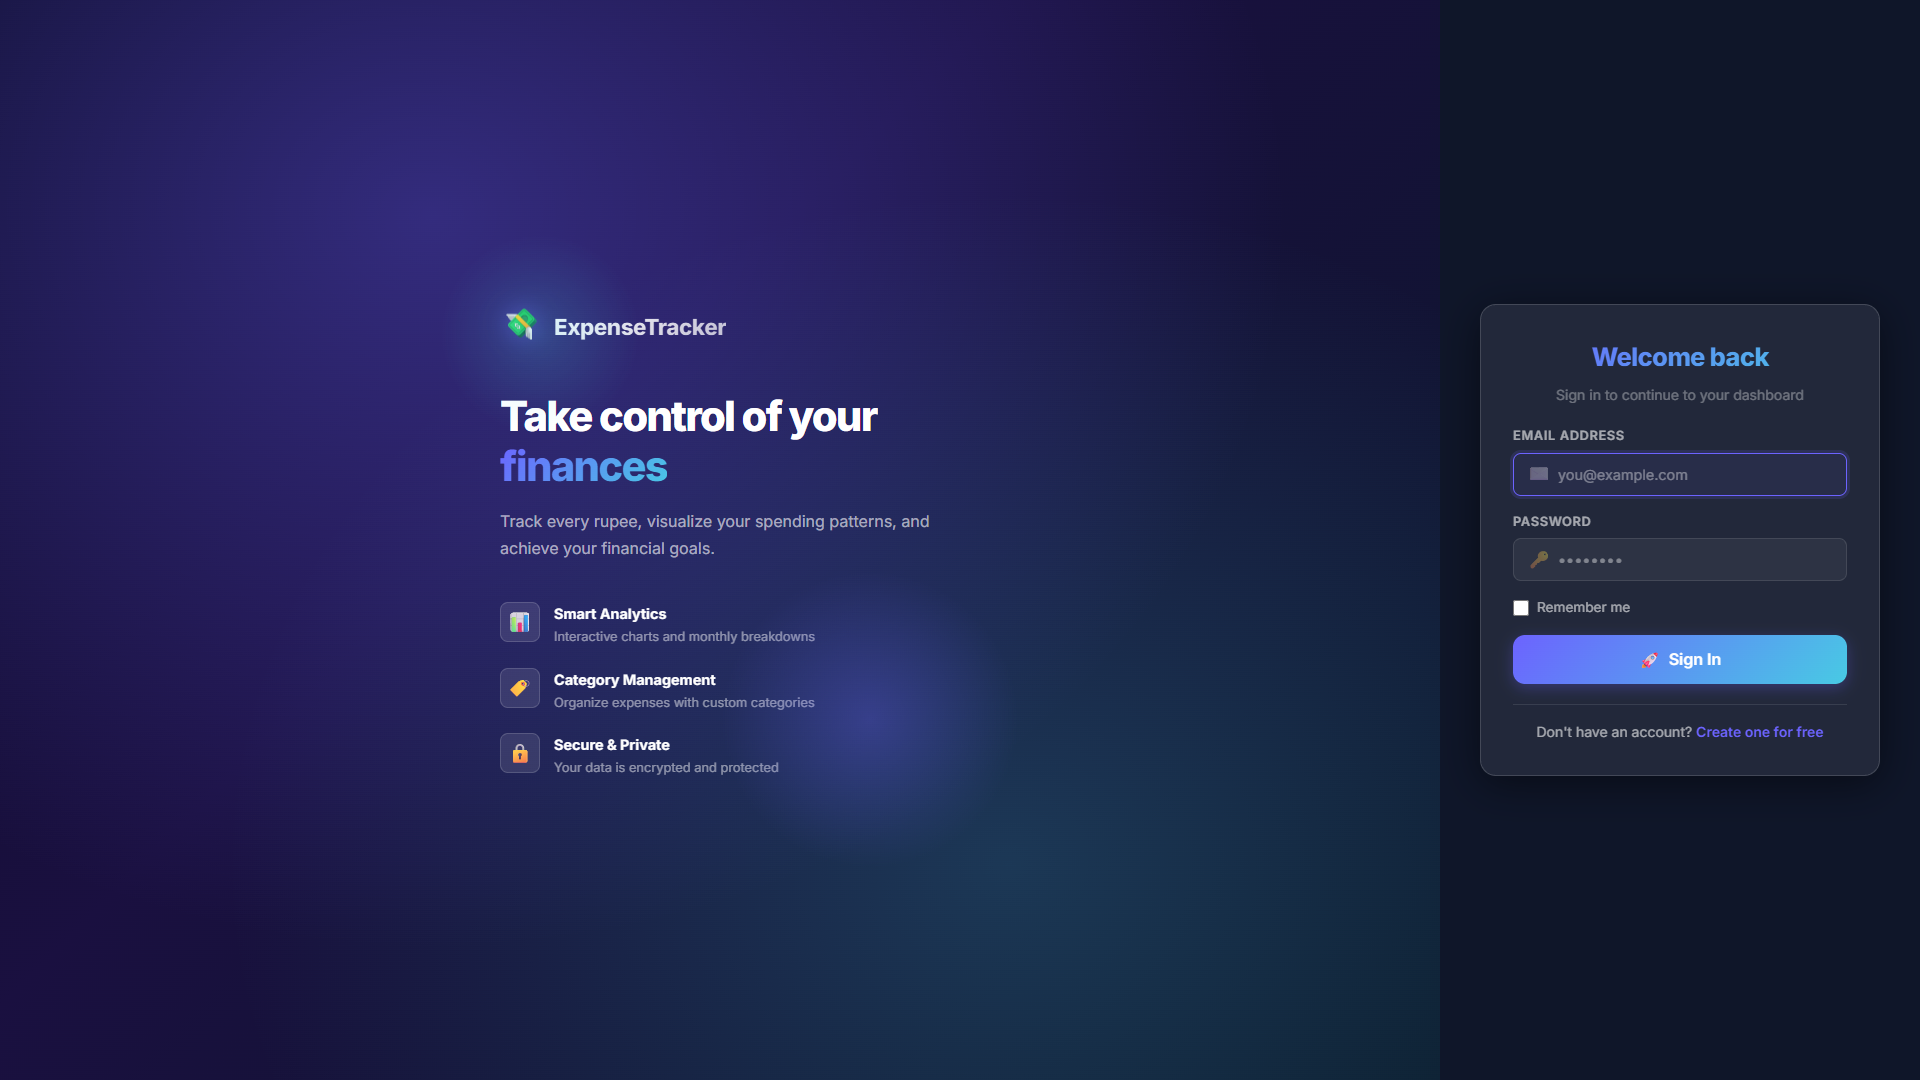 ExpenseTracker
Take control of your
finances
Track every rupee, visualize your spending patterns, and
achieve your financial goals.
Smart Analytics
Interactive charts and monthly breakdowns
Category Management
Organize expenses with custom categories
Secure & Private
Your data is encrypted and protected
Welcome back
Sign in to continue to your dashboard
EMAIL ADDRESS
you@example.com
PASSWORD
••••••••
Remember me
🚀 Sign In
Don't have an account? Create one for free